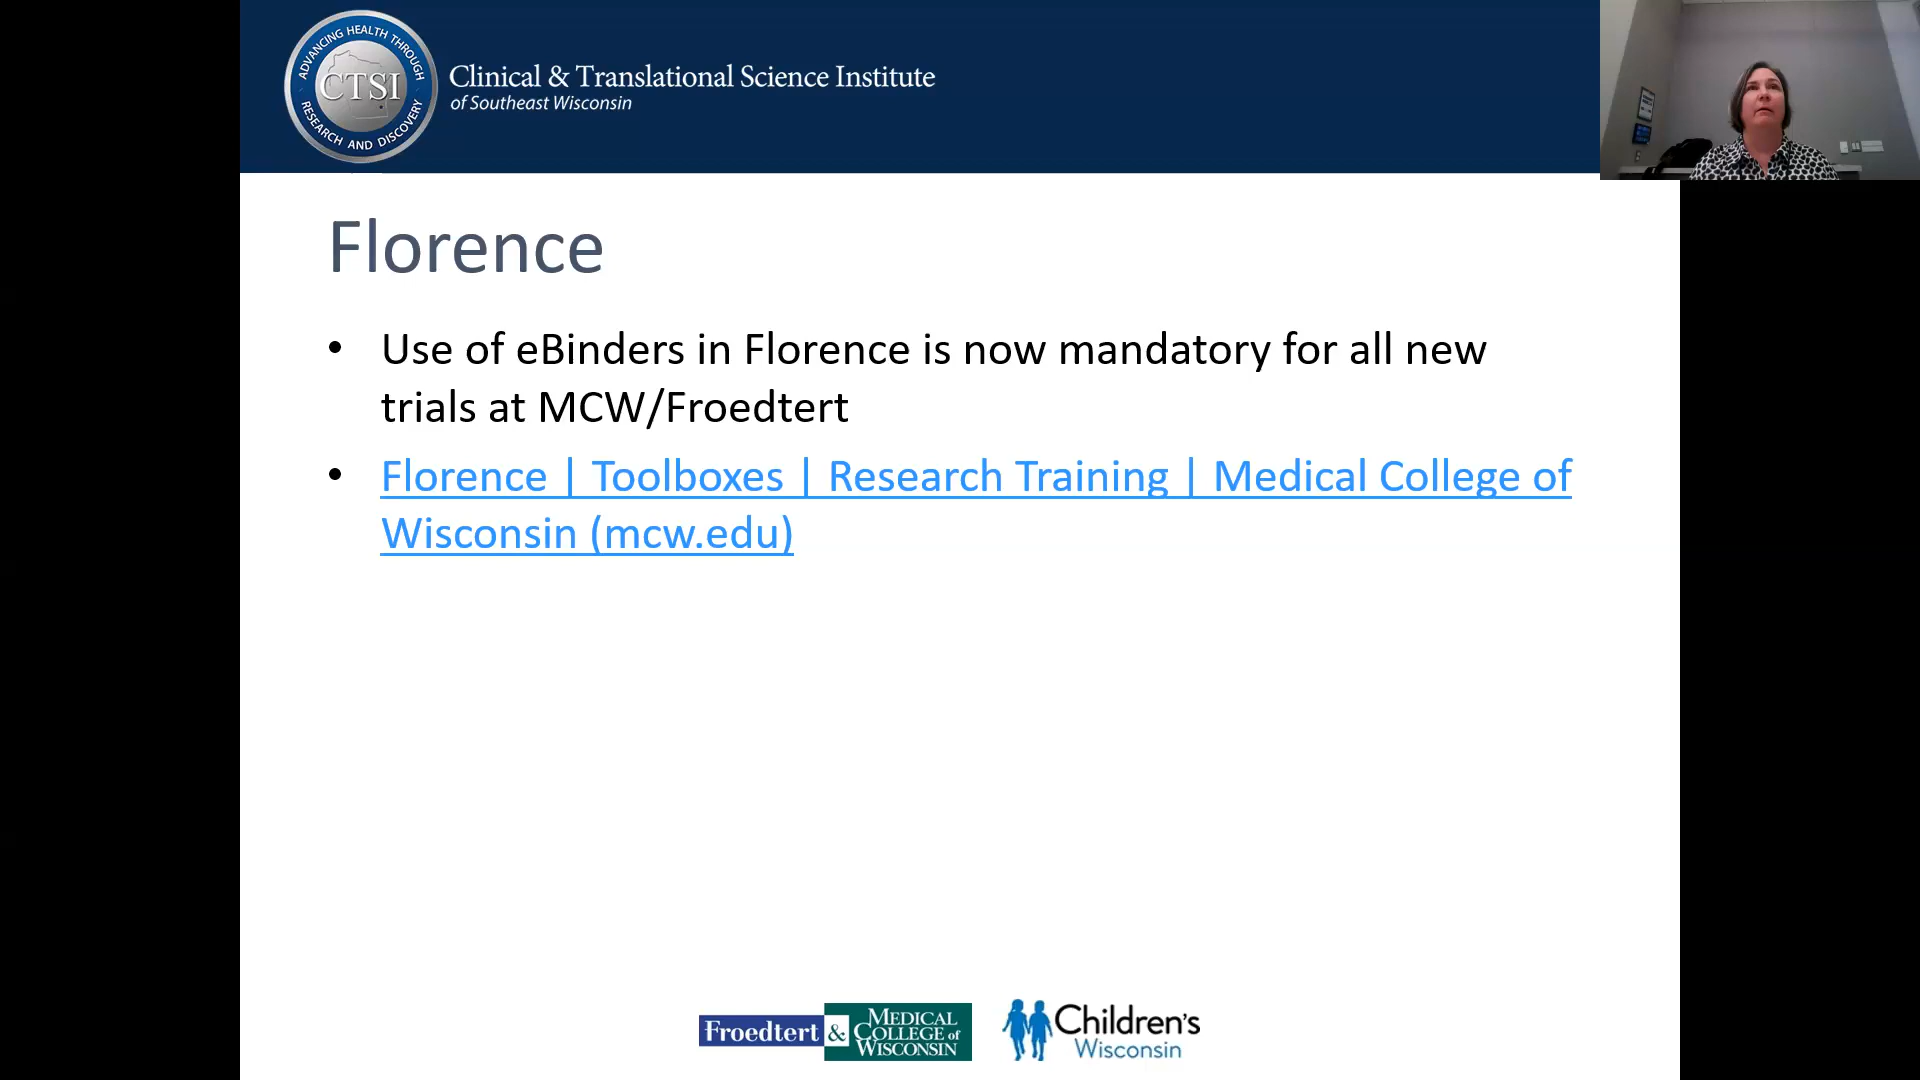 ADVANCING HEALTH THROUGH
CTSI
RESEARCH AND DISCOVERY
Clinical & Translational Science Institute
of Southeast Wisconsin
Florence
• Use of eBinders in Florence is now mandatory for all new
trials at MCW/Froedtert
• Florence | Toolboxes | Research Training | Medical College of
Wisconsin (mcw.edu)
Froedtert & MEDICAL
COLLEGE of
WISCONSIN
Children's
Wisconsin